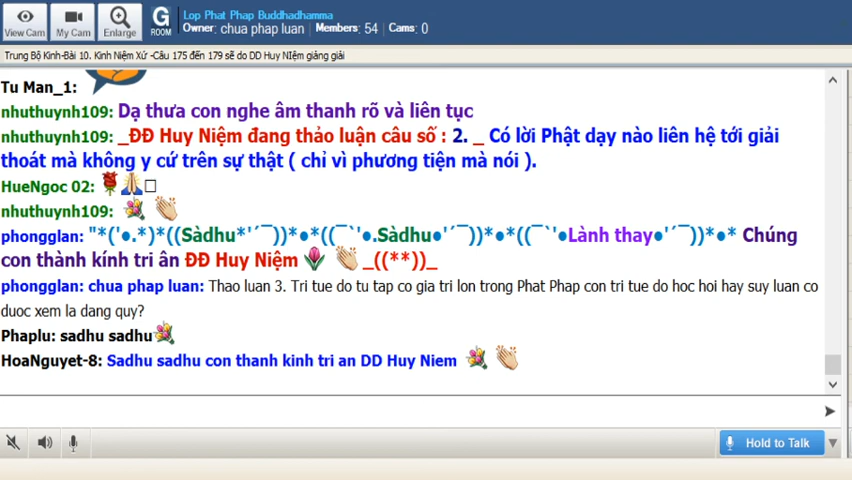 Lop Phat Phap Buddhadhamma
Owner: chua phap luan : Members: 54 : Cams: 0
View Cam
My Cam
Enlarge
G
ROOM
Trung Bộ Kinh-Bài 10. Kinh Niệm Xứ -Câu 175 đến 179 sẽ do DD Huy NIệm giảng giải
Tu Man_1:
nhuthuynh109: Dạ thưa con nghe âm thanh rõ và liên tục
nhuthuynh109: _ĐĐ Huy Niệm đang thảo luận câu số : 2. _ Có lời Phật dạy nào liên hệ tới giải
thoát mà không y cứ trên sự thật ( chỉ vì phương tiện mà nói ).
HueNgoc 02:
nhuthuynh109:
phongglan: "*('●.*)*((Sàdhu*'´¯))*●*((¯`'●.Sàdhu●'´¯))*●*((¯`'●Lành thay●'´¯))*●* Chúng
con thành kính tri ân ĐĐ Huy Niệm _((**))_
phongglan: chua phap luan: Thao luan 3. Tri tue do tu tap co gia tri lon trong Phat Phap con tri tue do hoc hoi hay suy luan co
duoc xem la dang quy?
Phaplu: sadhu sadhu
HoaNguyet-8: Sadhu sadhu con thanh kinh tri an DD Huy Niem
Hold to Talk